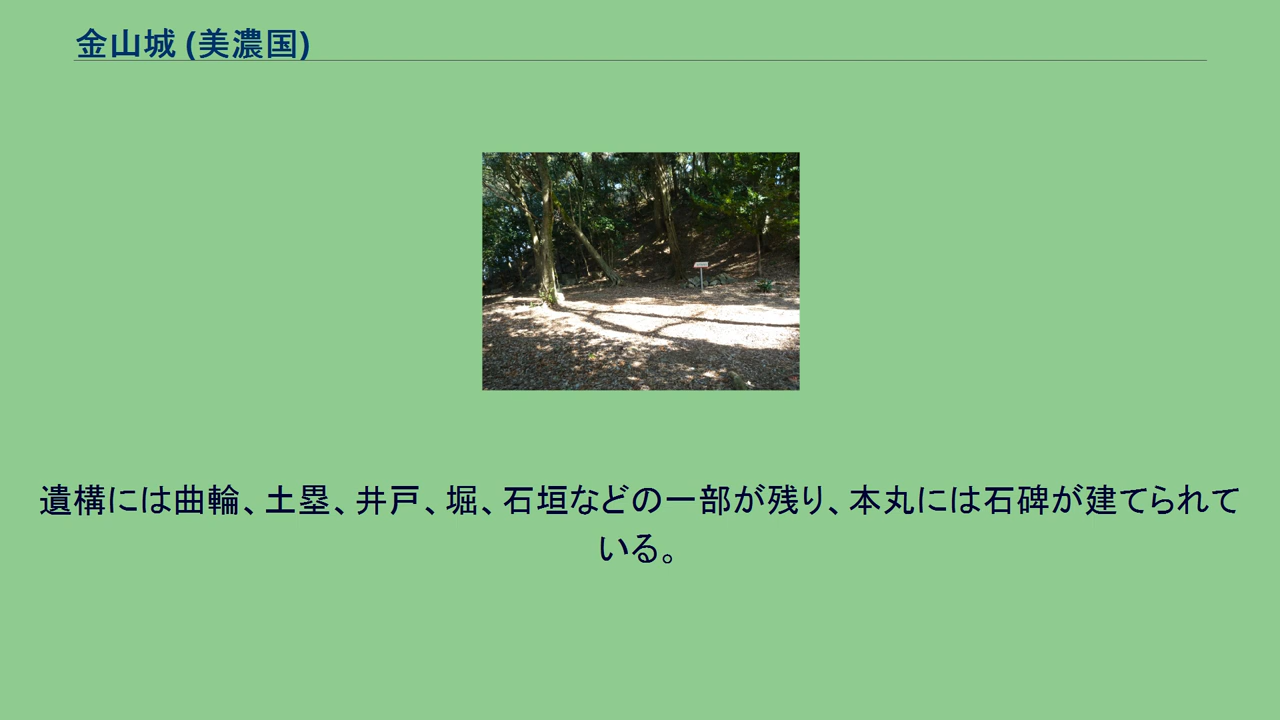 金山城 (美濃国)
遺構には曲輪、土塁、井戸、堀、石垣などの一部が残り、本丸には石碑が建てられて
いる。